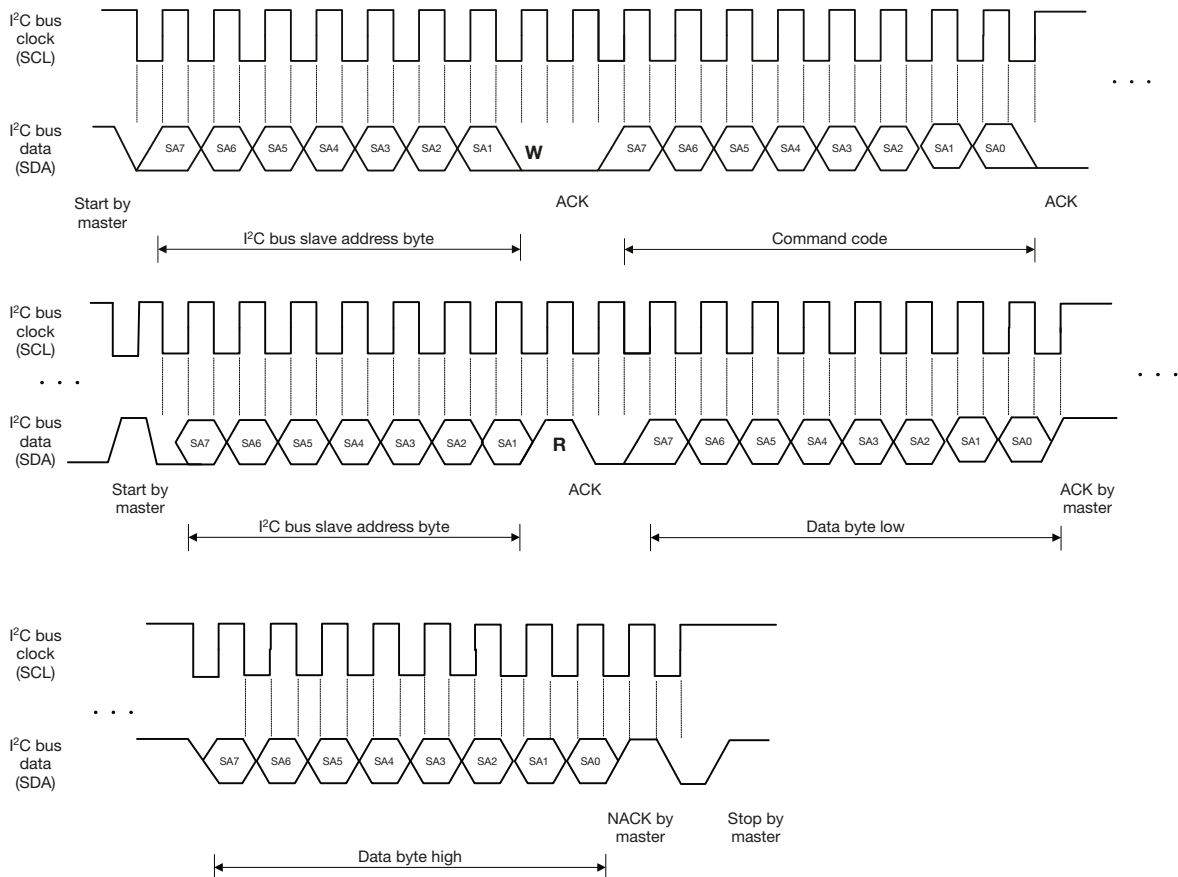 I²C bus
clock
(SCL)
. . .
I²C bus
data
(SDA)
SA7 SA6 SA5 SA4 SA3 SA2 SA1 W SA7 SA6 SA5 SA4 SA3 SA2 SA1 SA0
Start by
master
ACK
ACK
I²C bus slave address byte
Command code
I²C bus
clock
(SCL)
. . .
. . .
I²C bus
data
(SDA)
SA7 SA6 SA5 SA4 SA3 SA2 SA1 R SA7 SA6 SA5 SA4 SA3 SA2 SA1 SA0
Start by
master
ACK
ACK by
master
I²C bus slave address byte
Data byte low
I²C bus
clock
(SCL)
. . .
I²C bus
data
(SDA)
SA7 SA6 SA5 SA4 SA3 SA2 SA1 SA0
NACK by
master
Stop by
master
Data byte high